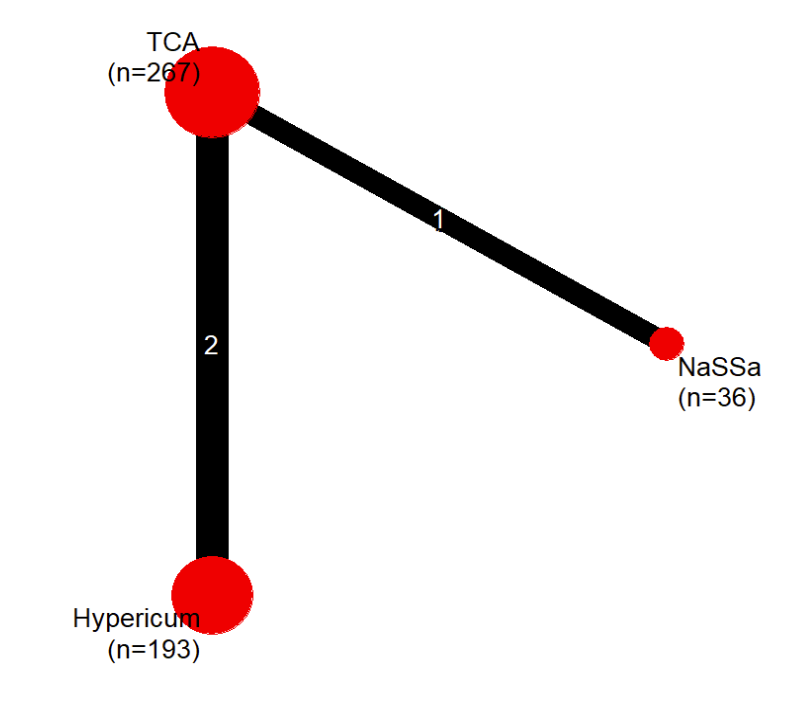 TCA
(n=267)
1
2
NaSSa
(n=36)
Hypericum
(n=193)